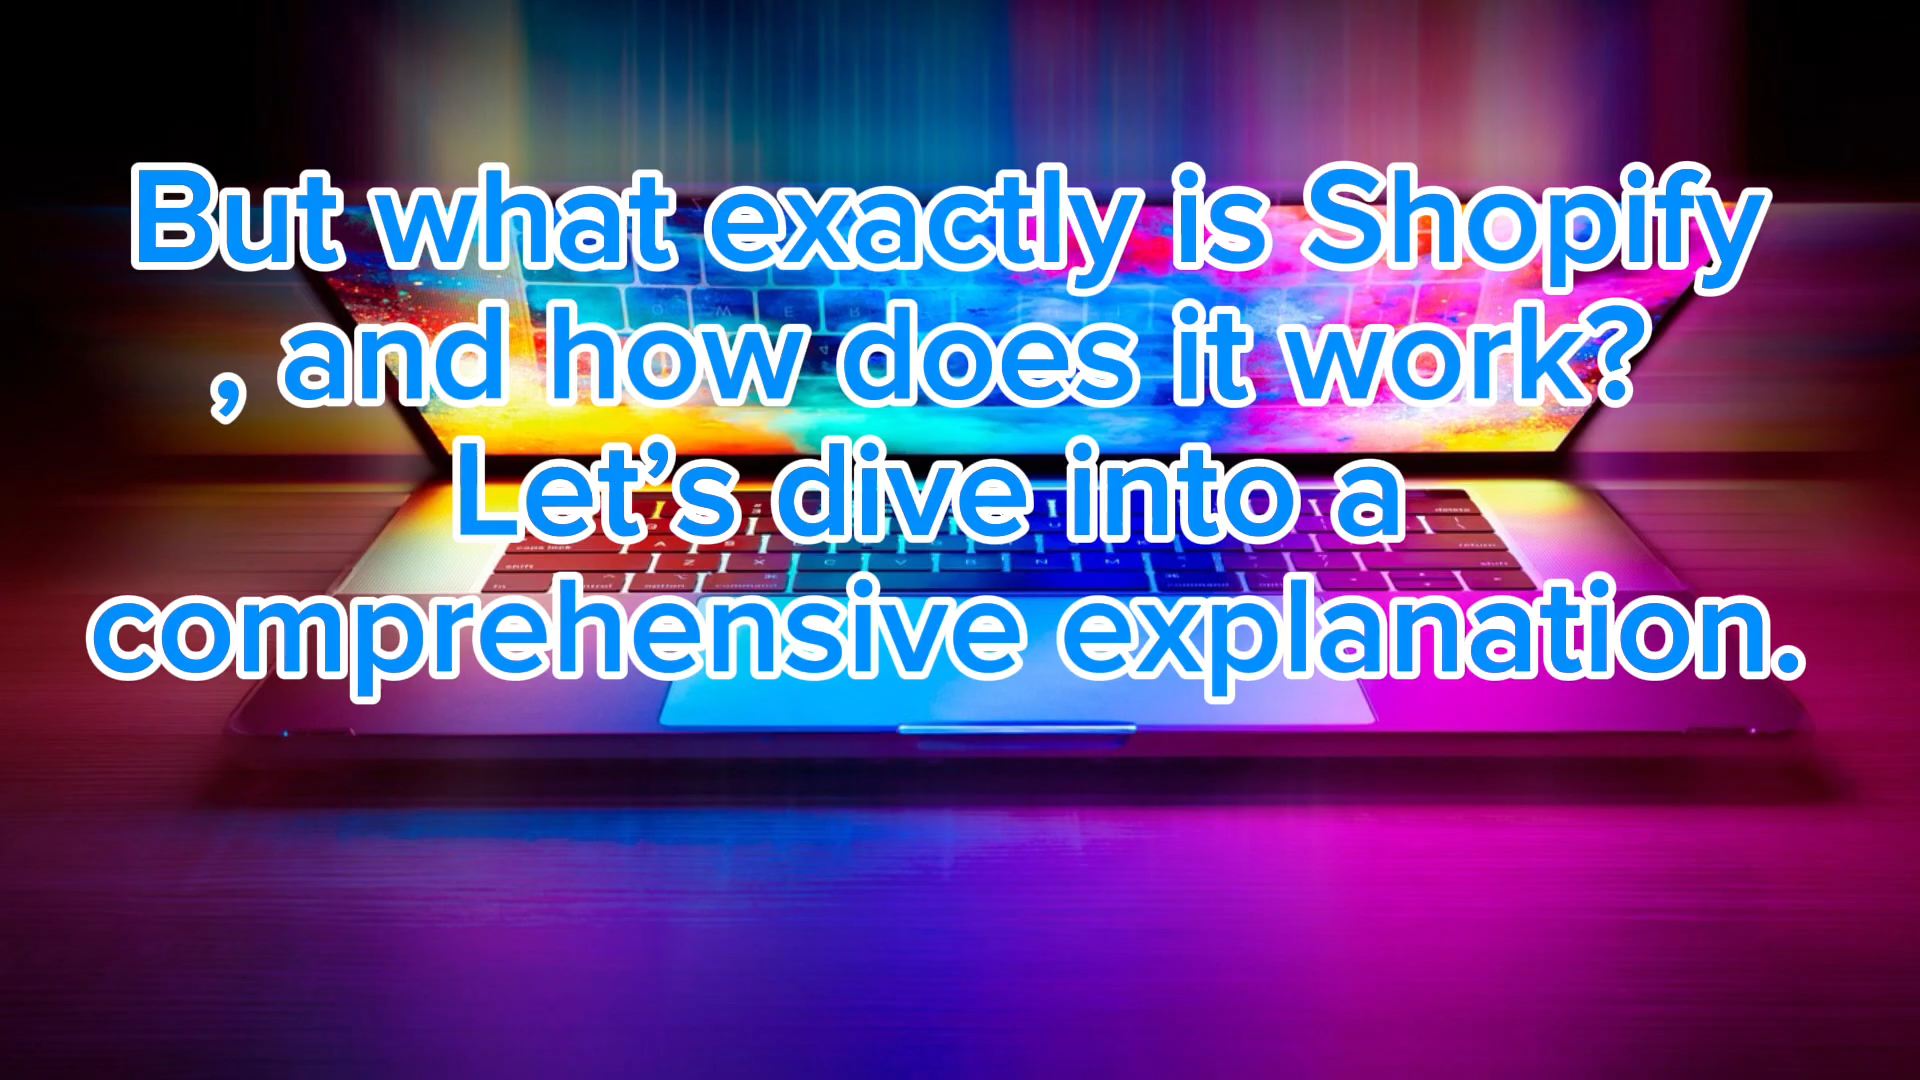 But what exactly is Shopify
, and how does it work?
Let’s dive into a
comprehensive explanation.